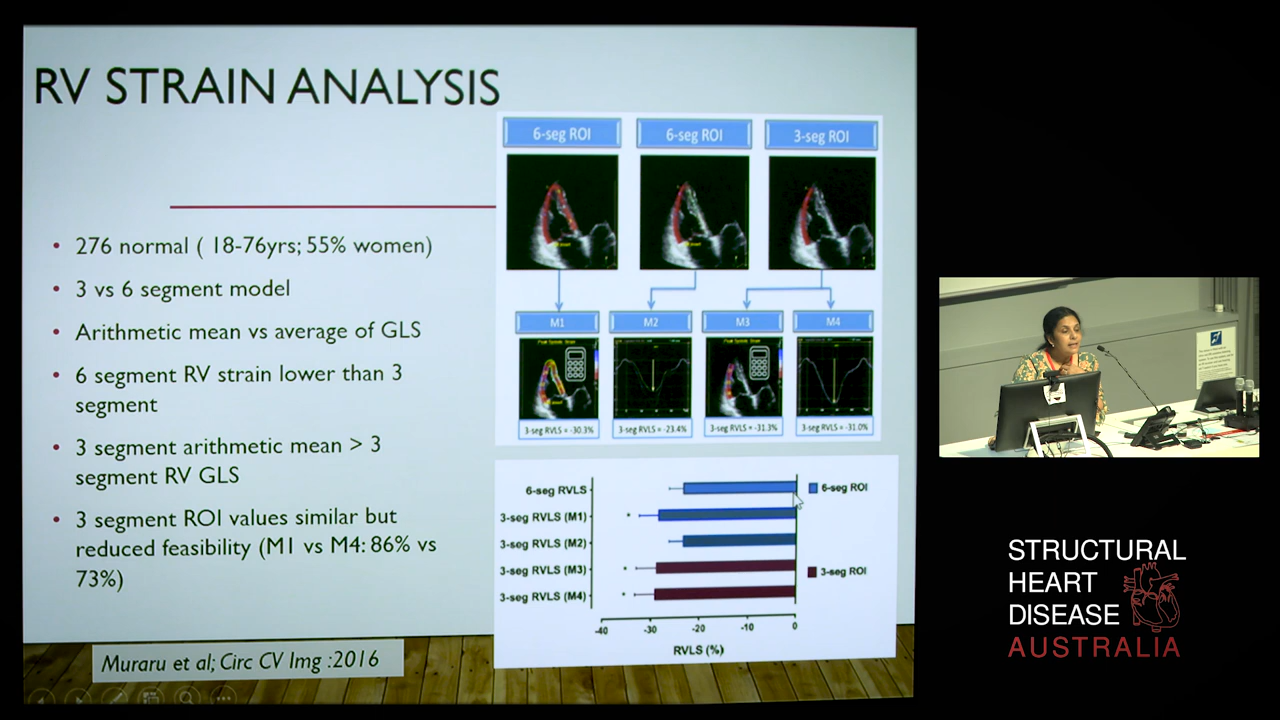 RV STRAIN ANALYSIS
• 276 normal ( 18-76yrs; 55% women)
• 3 vs 6 segment model
• Arithmetic mean vs average of GLS
• 6 segment RV strain lower than 3
segment
• 3 segment arithmetic mean > 3
segment RV GLS
• 3 segment ROI values similar but
reduced feasibility (M1 vs M4: 86% vs
73%)
Muraru et al; Circ CV Img :2016
6-seg ROI
6-seg ROI
3-seg ROI
M1
M2
M3
M4
3-seg RVLS = -30.3%
3-seg RVLS = -23.4%
3-seg RVLS = -31.3%
3-seg RVLS = -31.0%
6-seg RVLS
3-seg RVLS (M1)
3-seg RVLS (M2)
3-seg RVLS (M3)
3-seg RVLS (M4)
6-seg ROI
3-seg ROI
-40 -30 -20 -10 0
RVLS (%)
STRUCTURAL
HEART
DISEASE
AUSTRALIA